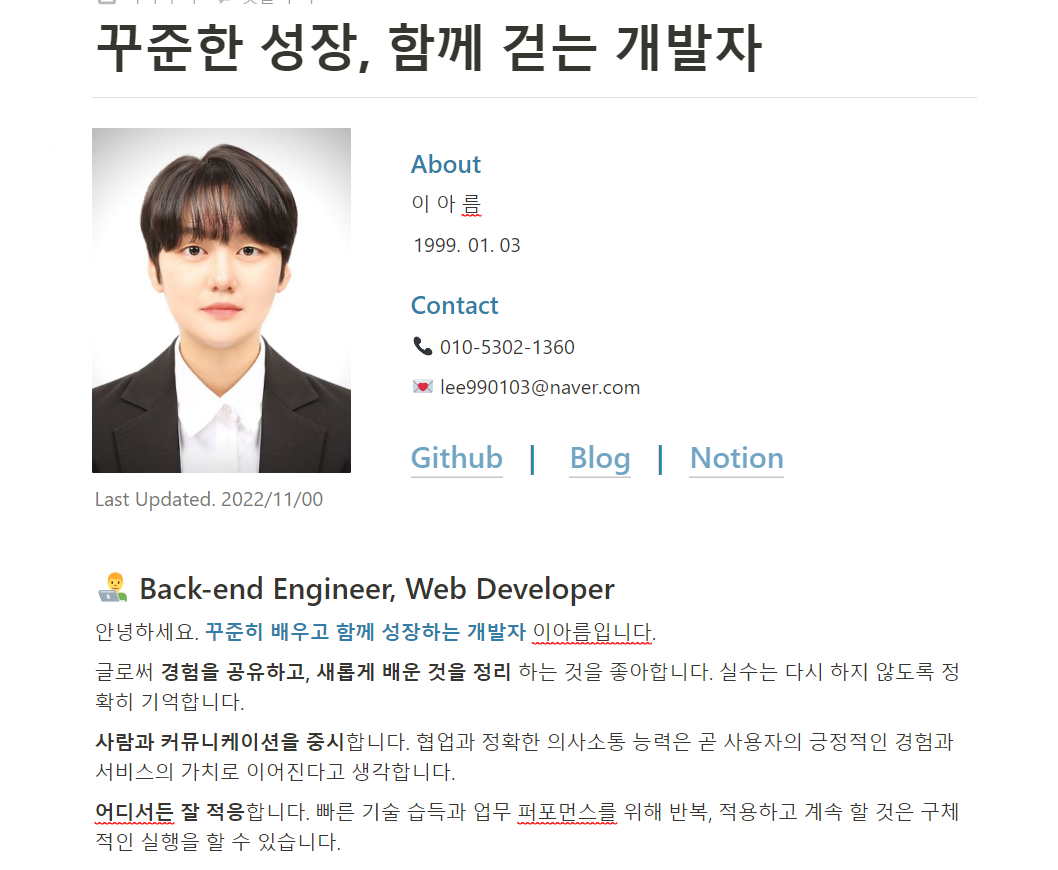 꾸준한 성장, 함께 걷는 개발자
About
이 아 름
1999. 01. 03
Contact
010-5302-1360
lee990103@naver.com
Github | Blog | Notion
Last Updated. 2022/11/00
Back-end Engineer, Web Developer
안녕하세요. 꾸준히 배우고 함께 성장하는 개발자 이아름입니다.
글로써 경험을 공유하고, 새롭게 배운 것을 정리 하는 것을 좋아합니다. 실수는 다시 하지 않도록 정
확히 기억합니다.
사람과 커뮤니케이션을 중시합니다. 협업과 정확한 의사소통 능력은 곧 사용자의 긍정적인 경험과
서비스의 가치로 이어진다고 생각합니다.
어디서든 잘 적응합니다. 빠른 기술 습득과 업무 퍼포먼스를 위해 반복, 적용하고 계속 할 것은 구체
적인 실행을 할 수 있습니다.